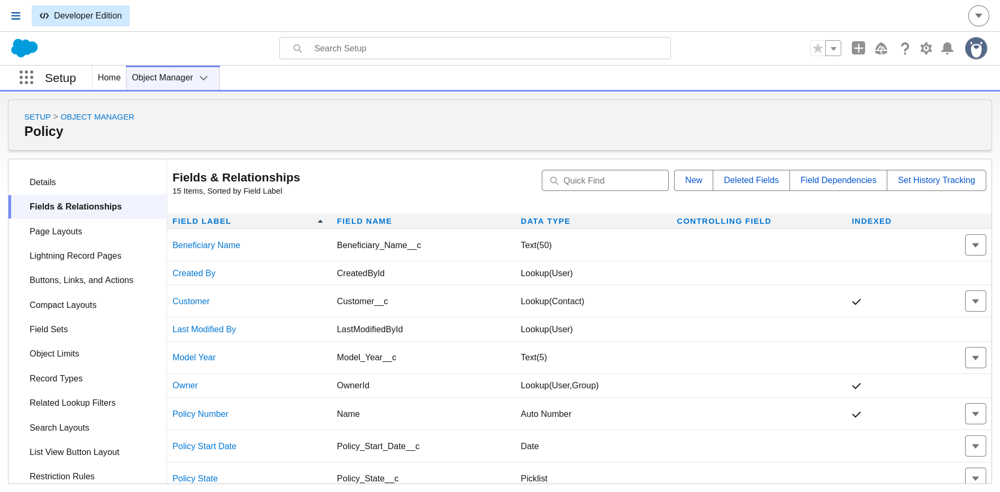 Developer Edition
Search Setup
Setup
Home
Object Manager
SETUP > OBJECT MANAGER
Policy
Details
Fields & Relationships
Page Layouts
Lightning Record Pages
Buttons, Links, and Actions
Compact Layouts
Field Sets
Object Limits
Record Types
Related Lookup Filters
Search Layouts
List View Button Layout
Restriction Rules
Fields & Relationships
15 Items, Sorted by Field Label
Quick Find
New
Deleted Fields
Field Dependencies
Set History Tracking
FIELD LABEL FIELD NAME DATA TYPE CONTROLLING FIELD INDEXED
Beneficiary Name Beneficiary_Name__c Text(50)
Created By CreatedById Lookup(User)
Customer Customer__c Lookup(Contact)
Last Modified By LastModifiedById Lookup(User)
Model Year Model_Year__c Text(5)
Owner OwnerId Lookup(User,Group)
Policy Number Name Auto Number
Policy Start Date Policy_Start_Date__c Date
Policy State Policy_State__c Picklist